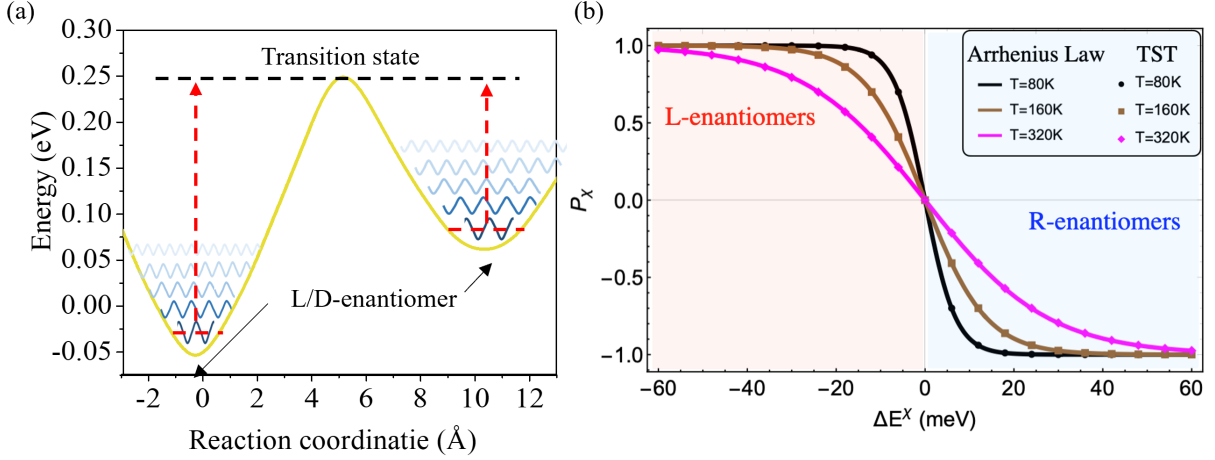 (a)
0.30
0.25
0.20
0.15
0.10
0.05
0.00
-0.05
Energy (eV)
Transition state
L/D-enantiomer
-2 0 2 4 6 8 10 12
Reaction coordinatie (Å)
(b)
1.0
0.5
0.0
-0.5
-1.0
Pχ
L-enantiomers
R-enantiomers
Arrhenius Law TST
T=80K T=80K
T=160K T=160K
T=320K T=320K
-60 -40 -20 0 20 40 60
ΔE^χ (meV)